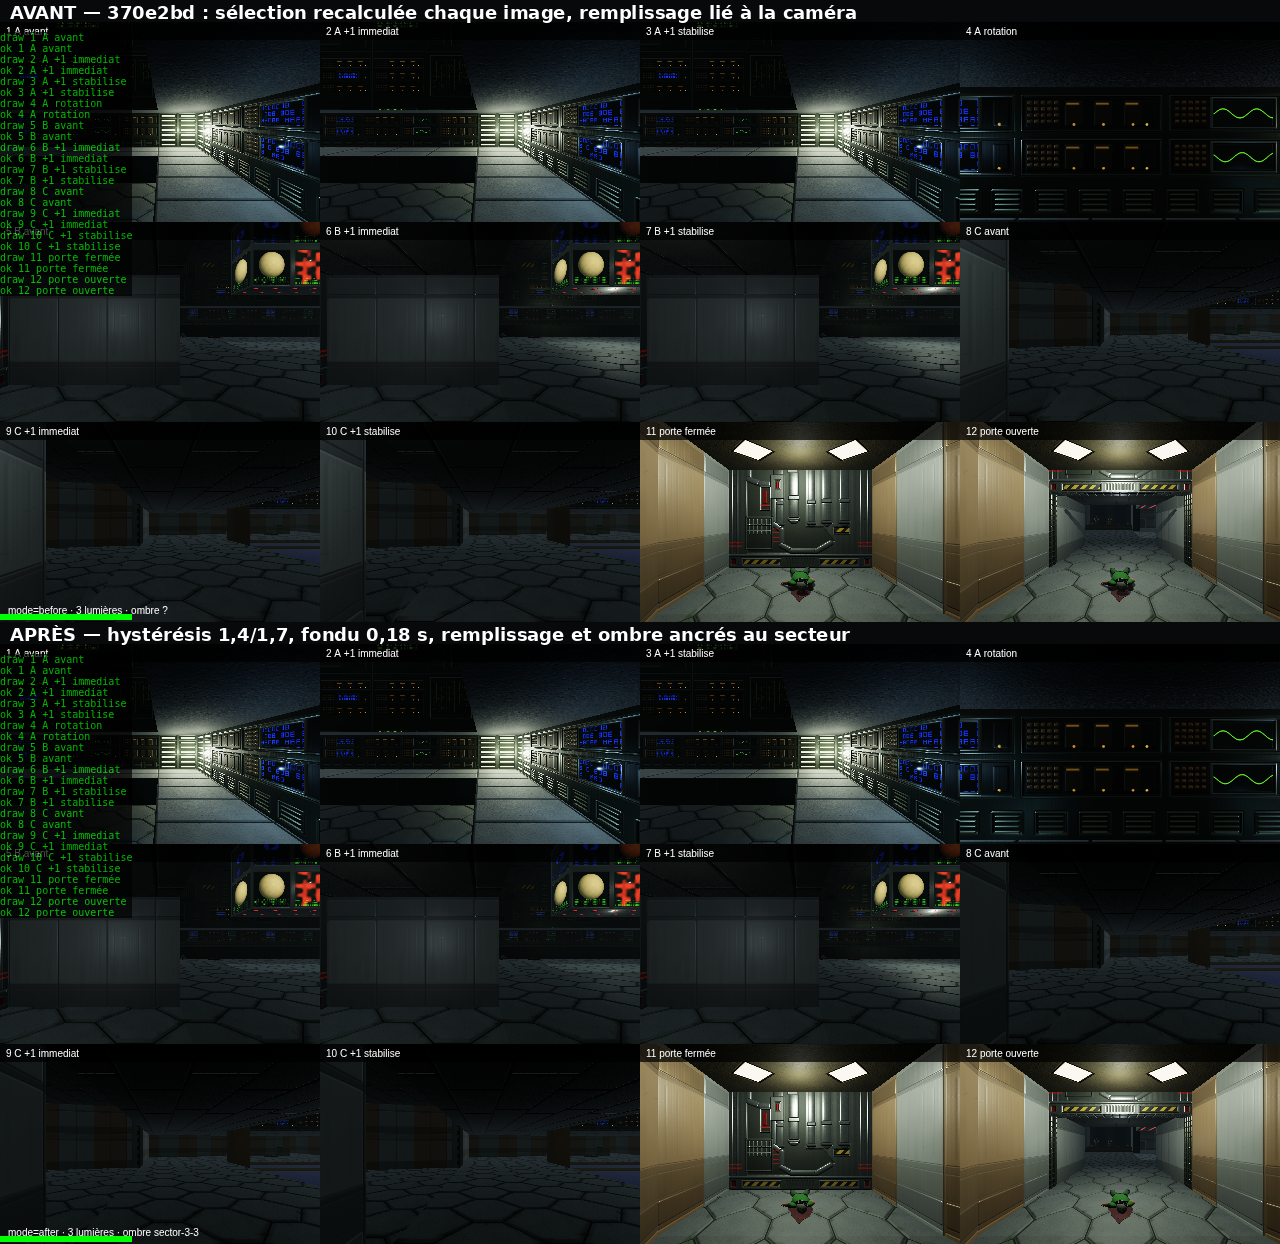 AVANT — 370e2bd : sélection recalculée chaque image, remplissage lié à la caméra
1 A avant
2 A +1 immediat
3 A +1 stabilise
4 A rotation
draw 1 A avant
ok 1 A avant
draw 2 A +1 immediat
ok 2 A +1 immediat
draw 3 A +1 stabilise
ok 3 A +1 stabilise
draw 4 A rotation
ok 4 A rotation
draw 5 B avant
ok 5 B avant
draw 6 B +1 immediat
ok 6 B +1 immediat
draw 7 B +1 stabilise
ok 7 B +1 stabilise
draw 8 C avant
ok 8 C avant
draw 9 C +1 immediat
ok 9 C +1 immediat
draw 10 C +1 stabilise
ok 10 C +1 stabilise
draw 11 porte fermée
ok 11 porte fermée
draw 12 porte ouverte
ok 12 porte ouverte
6 B +1 immediat
7 B +1 stabilise
8 C avant
9 C +1 immediat
10 C +1 stabilise
11 porte fermée
12 porte ouverte
mode=before · 3 lumières · ombre ?
APRÈS — hystérésis 1,4/1,7, fondu 0,18 s, remplissage et ombre ancrés au secteur
1 A avant
2 A +1 immediat
3 A +1 stabilise
4 A rotation
draw 1 A avant
ok 1 A avant
draw 2 A +1 immediat
ok 2 A +1 immediat
draw 3 A +1 stabilise
ok 3 A +1 stabilise
draw 4 A rotation
ok 4 A rotation
draw 5 B avant
ok 5 B avant
draw 6 B +1 immediat
ok 6 B +1 immediat
draw 7 B +1 stabilise
ok 7 B +1 stabilise
draw 8 C avant
ok 8 C avant
draw 9 C +1 immediat
ok 9 C +1 immediat
draw 10 C +1 stabilise
ok 10 C +1 stabilise
draw 11 porte fermée
ok 11 porte fermée
draw 12 porte ouverte
ok 12 porte ouverte
6 B +1 immediat
7 B +1 stabilise
8 C avant
9 C +1 immediat
10 C +1 stabilise
11 porte fermée
12 porte ouverte
mode=after · 3 lumières · ombre sector-3-3